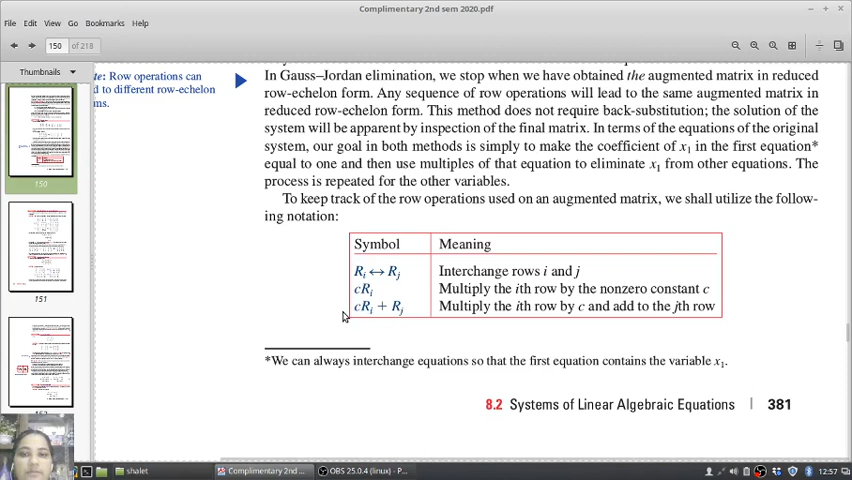 Complimentary 2nd sem 2020.pdf
File Edit View Go Bookmarks Help
150 of 218
Thumbnails
150
151
te: Row operations can
d to different row-echelon
ms.
In Gauss–Jordan elimination, we stop when we have obtained the augmented matrix in reduced
row-echelon form. Any sequence of row operations will lead to the same augmented matrix in
reduced row-echelon form. This method does not require back-substitution; the solution of the
system will be apparent by inspection of the final matrix. In terms of the equations of the original
system, our goal in both methods is simply to make the coefficient of x₁ in the first equation*
equal to one and then use multiples of that equation to eliminate x₁ from other equations. The
process is repeated for the other variables.
To keep track of the row operations used on an augmented matrix, we shall utilize the follow-
ing notation:
Symbol Meaning
Rᵢ ↔ Rⱼ Interchange rows i and j
cRᵢ Multiply the ith row by the nonzero constant c
cRᵢ + Rⱼ Multiply the ith row by c and add to the jth row
*We can always interchange equations so that the first equation contains the variable x₁.
8.2 Systems of Linear Algebraic Equations | 381
shalet
Complimentary 2nd ...
OBS 25.0.4 (linux) - P...
12:57